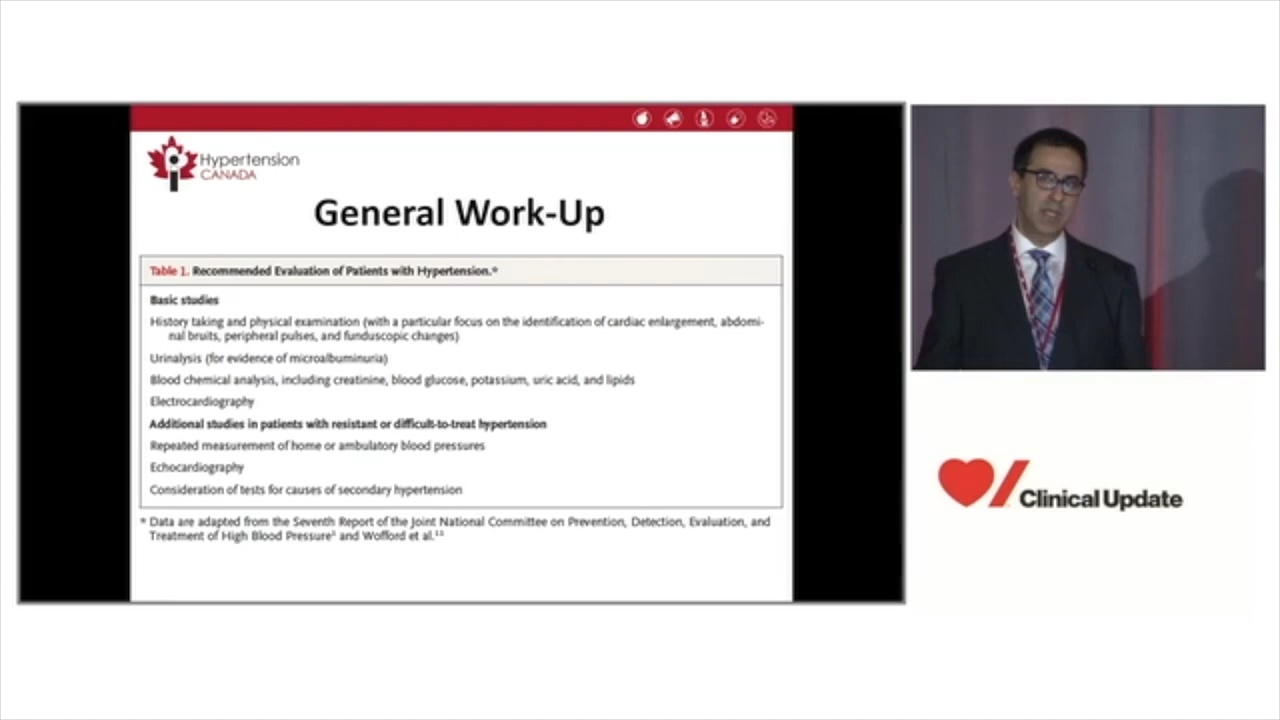 Hypertension
CANADA
General Work-Up
Table 1. Recommended Evaluation of Patients with Hypertension.*
Basic studies
History taking and physical examination (with a particular focus on the identification of cardiac enlargement, abdomi-
nal bruits, peripheral pulses, and funduscopic changes)
Urinalysis (for evidence of microalbuminuria)
Blood chemical analysis, including creatinine, blood glucose, potassium, uric acid, and lipids
Electrocardiography
Additional studies in patients with resistant or difficult-to-treat hypertension
Repeated measurement of home or ambulatory blood pressures
Echocardiography
Consideration of tests for causes of secondary hypertension
* Data are adapted from the Seventh Report of the Joint National Committee on Prevention, Detection, Evaluation, and
Treatment of High Blood Pressure and Wofford et al.
Clinical Update